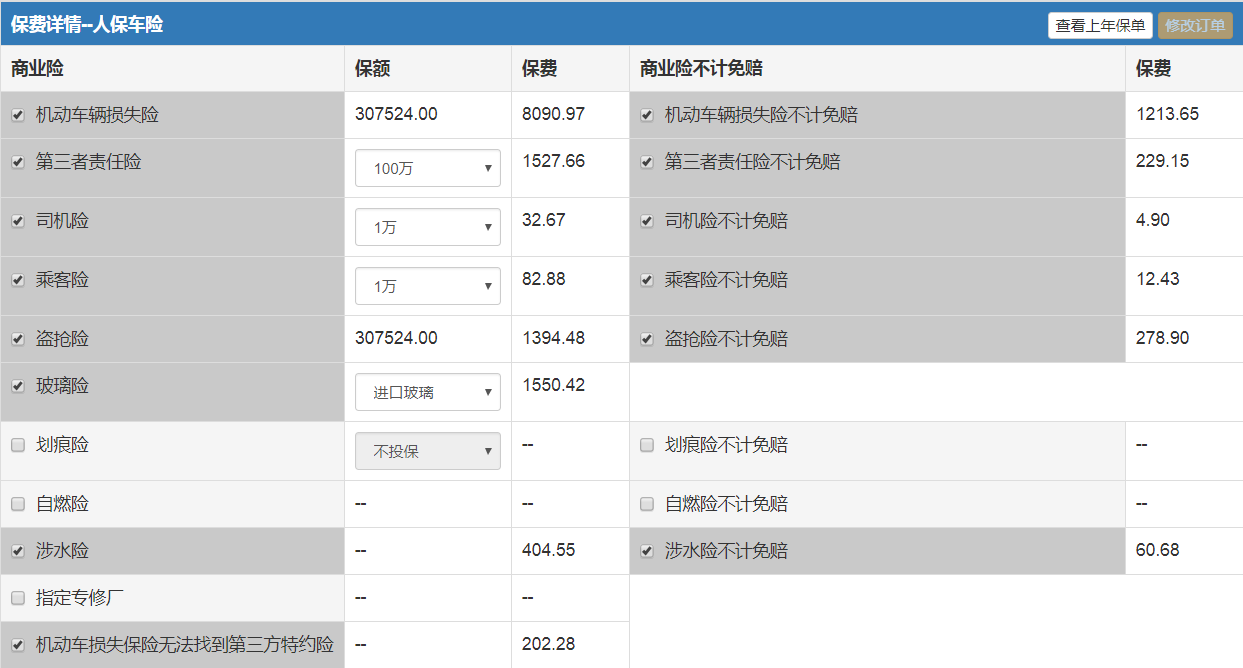 保费详情--人保车险 查看上年保单 修改订单
商业险 保额 保费 商业险不计免赔 保费
机动车辆损失险 307524.00 8090.97 机动车辆损失险不计免赔 1213.65
第三者责任险 100万 1527.66 第三者责任险不计免赔 229.15
司机险 1万 32.67 司机险不计免赔 4.90
乘客险 1万 82.88 乘客险不计免赔 12.43
盗抢险 307524.00 1394.48 盗抢险不计免赔 278.90
玻璃险 进口玻璃 1550.42
划痕险 不投保 -- 划痕险不计免赔 --
自燃险 -- -- 自燃险不计免赔 --
涉水险 -- 404.55 涉水险不计免赔 60.68
指定专修厂 -- --
机动车损失保险无法找到第三方特约险 -- 202.28